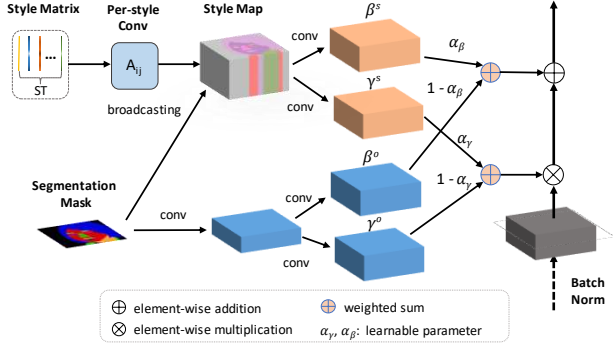 Style Matrix
Per-style
Conv
Style Map
ST
A_ij
broadcasting
conv
conv
β^s
γ^s
α_β
1 - α_β
α_γ
1 - α_γ
β^o
γ^o
Segmentation
Mask
conv
conv
conv
Batch
Norm
⊕ element-wise addition
⊕ weighted sum
⊗ element-wise multiplication
α_γ, α_β: learnable parameter